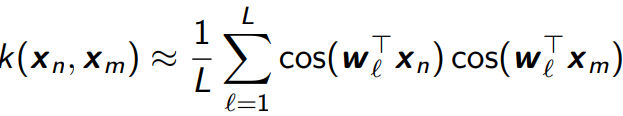 k(xₙ, xₘ) ≈ 1/L ∑_{ℓ=1}^{L} cos(w_ℓ^⊤ xₙ) cos(w_ℓ^⊤ xₘ)